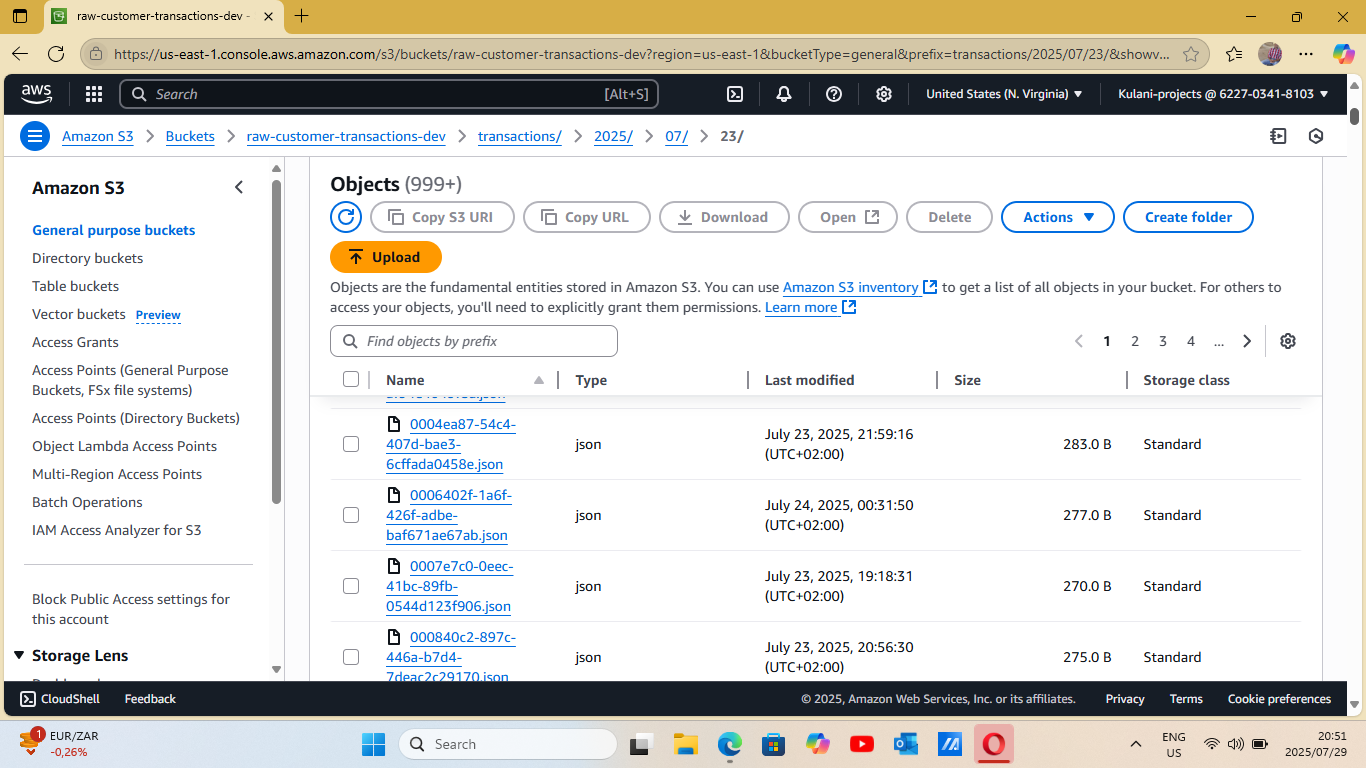 raw-customer-transactions-dev -
https://us-east-1.console.aws.amazon.com/s3/buckets/raw-customer-transactions-dev?region=us-east-1&bucketType=general&prefix=transactions/2025/07/23/&showv...
aws
Search [Alt+S]
United States (N. Virginia)
Kulani-projects @ 6227-0341-8103
Amazon S3 > Buckets > raw-customer-transactions-dev > transactions/ > 2025/ > 07/ > 23/
Amazon S3
General purpose buckets
Directory buckets
Table buckets
Vector buckets Preview
Access Grants
Access Points (General Purpose
Buckets, FSx file systems)
Access Points (Directory Buckets)
Object Lambda Access Points
Multi-Region Access Points
Batch Operations
IAM Access Analyzer for S3
Block Public Access settings for
this account
Storage Lens
Objects (999+)
Copy S3 URI
Copy URL
Download
Open
Delete
Actions
Create folder
Upload
Objects are the fundamental entities stored in Amazon S3. You can use Amazon S3 inventory to get a list of all objects in your bucket. For others to
access your objects, you'll need to explicitly grant them permissions. Learn more
Find objects by prefix
1 2 3 4 ...
Name Type Last modified Size Storage class
0004ea87-54c4-
407d-bae3-
6cffada0458e.json
json
July 23, 2025, 21:59:16
(UTC+02:00)
283.0 B
Standard
0006402f-1a6f-
426f-adbe-
baf671ae67ab.json
json
July 24, 2025, 00:31:50
(UTC+02:00)
277.0 B
Standard
0007e7c0-0eec-
41bc-89fb-
0544d123f906.json
json
July 23, 2025, 19:18:31
(UTC+02:00)
270.0 B
Standard
000840c2-897c-
446a-b7d4-
7deac2c29170.json
json
July 23, 2025, 20:56:30
(UTC+02:00)
275.0 B
Standard
CloudShell Feedback
© 2025, Amazon Web Services, Inc. or its affiliates. Privacy Terms Cookie preferences
1
EUR/ZAR
-0,26%
Search
ENG
US
20:51
2025/07/29